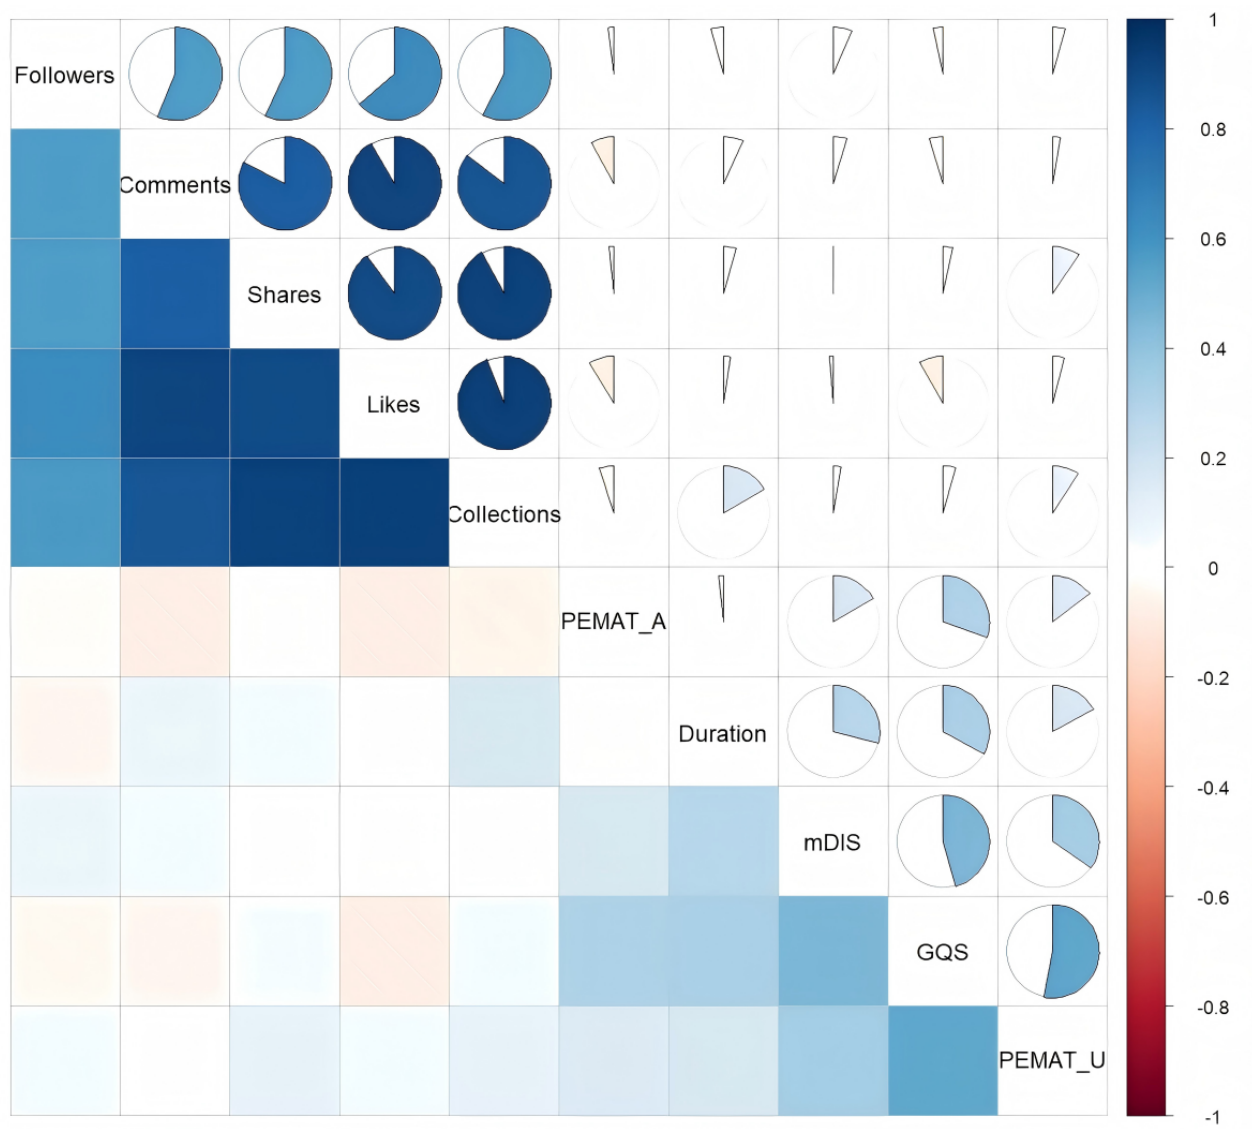 Followers
Comments
Shares
Likes
Collections
PEMAT_A
Duration
mDIS
GQS
PEMAT_U
1
0.8
0.6
0.4
0.2
0
-0.2
-0.4
-0.6
-0.8
-1